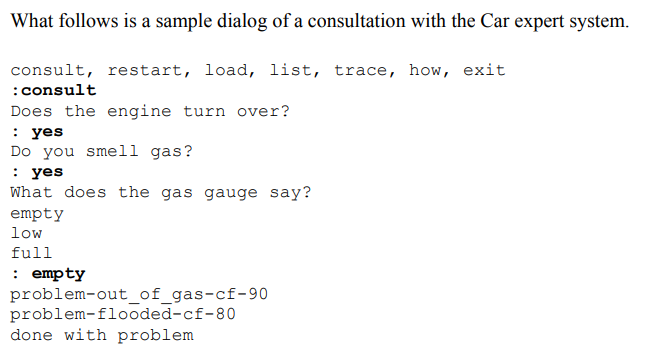 What follows is a sample dialog of a consultation with the Car expert system.
consult, restart, load, list, trace, how, exit
:consult
Does the engine turn over?
: yes
Do you smell gas?
: yes
What does the gas gauge say?
empty
low
full
: empty
problem-out_of_gas-cf-90
problem-flooded-cf-80
done with problem